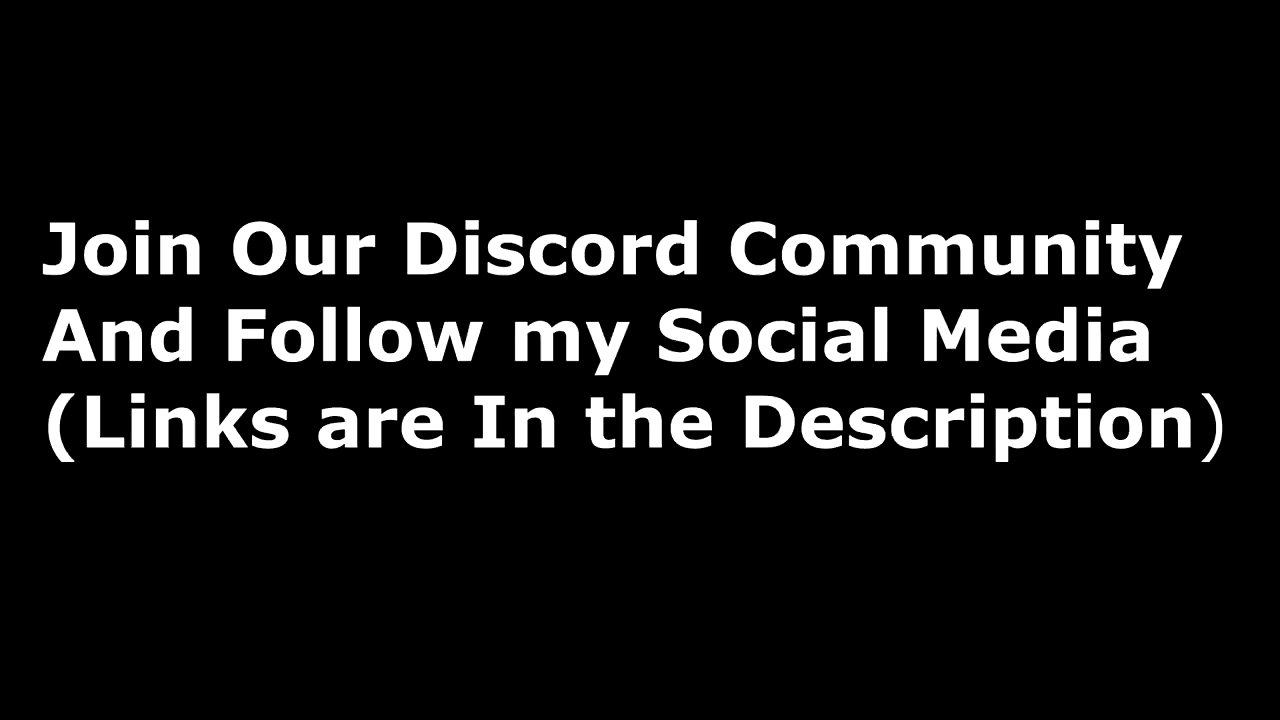 Join Our Discord Community
And Follow my Social Media
(Links are In the Description)